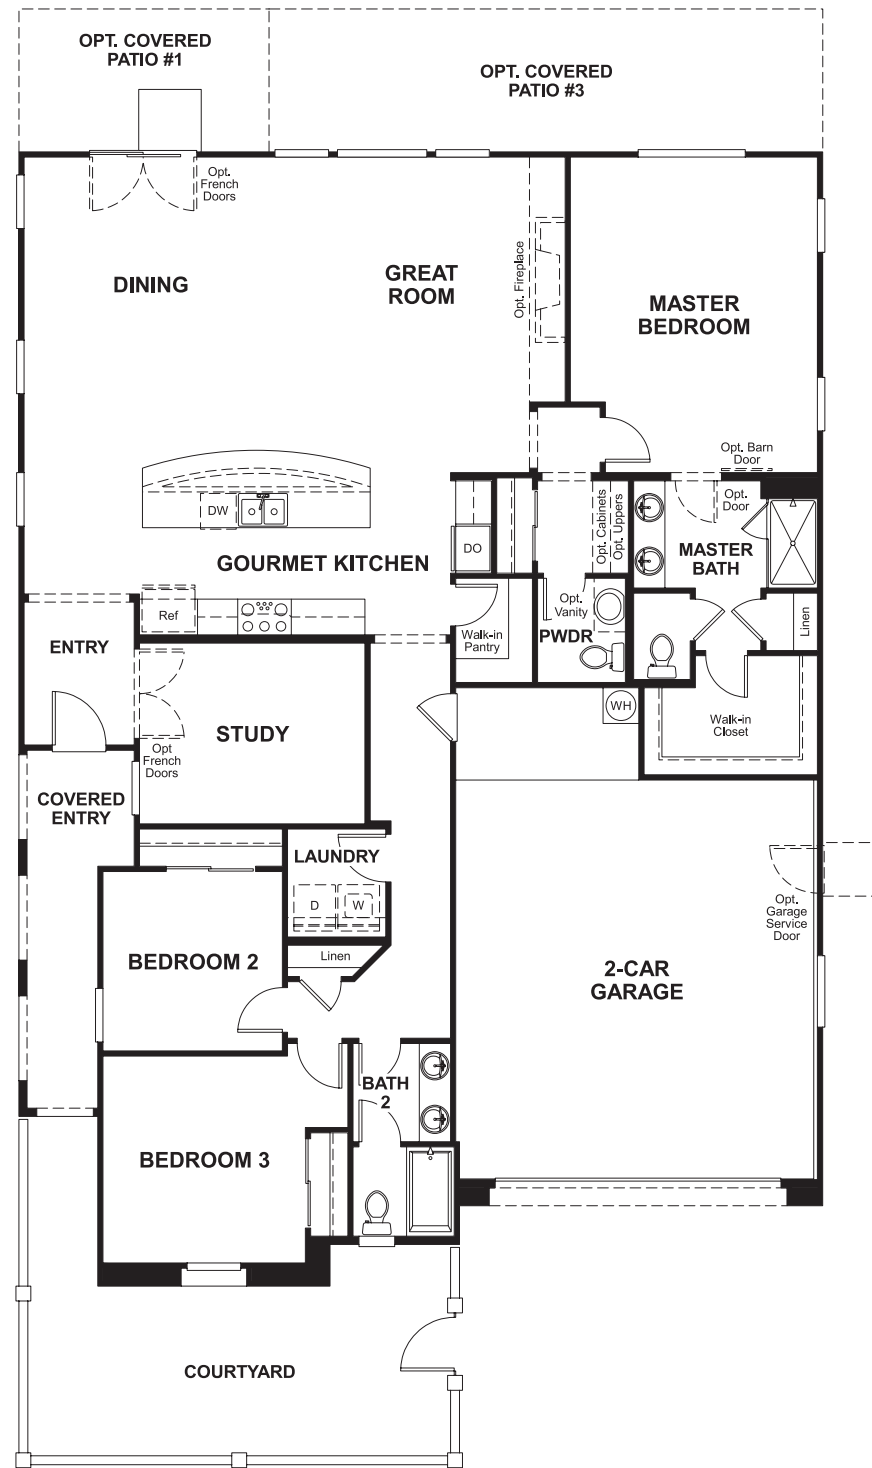 OPT. COVERED
PATIO #1
OPT. COVERED
PATIO #3
Opt.
French
Doors
DINING
GREAT
ROOM
Opt. Fireplace
MASTER
BEDROOM
Opt. Barn
Door
Opt.
Door
DW
DO
Opt. Cabinets
Opt. Uppers
GOURMET KITCHEN
MASTER
BATH
Ref
Opt.
Vanity
PWDR
Walk-in
Pantry
Linen
ENTRY
STUDY
WH
Walk-in
Closet
Opt
French
Doors
COVERED
ENTRY
LAUNDRY
D
W
Opt.
Garage
Service
Door
Linen
BEDROOM 2
2-CAR
GARAGE
BATH
2
BEDROOM 3
COURTYARD